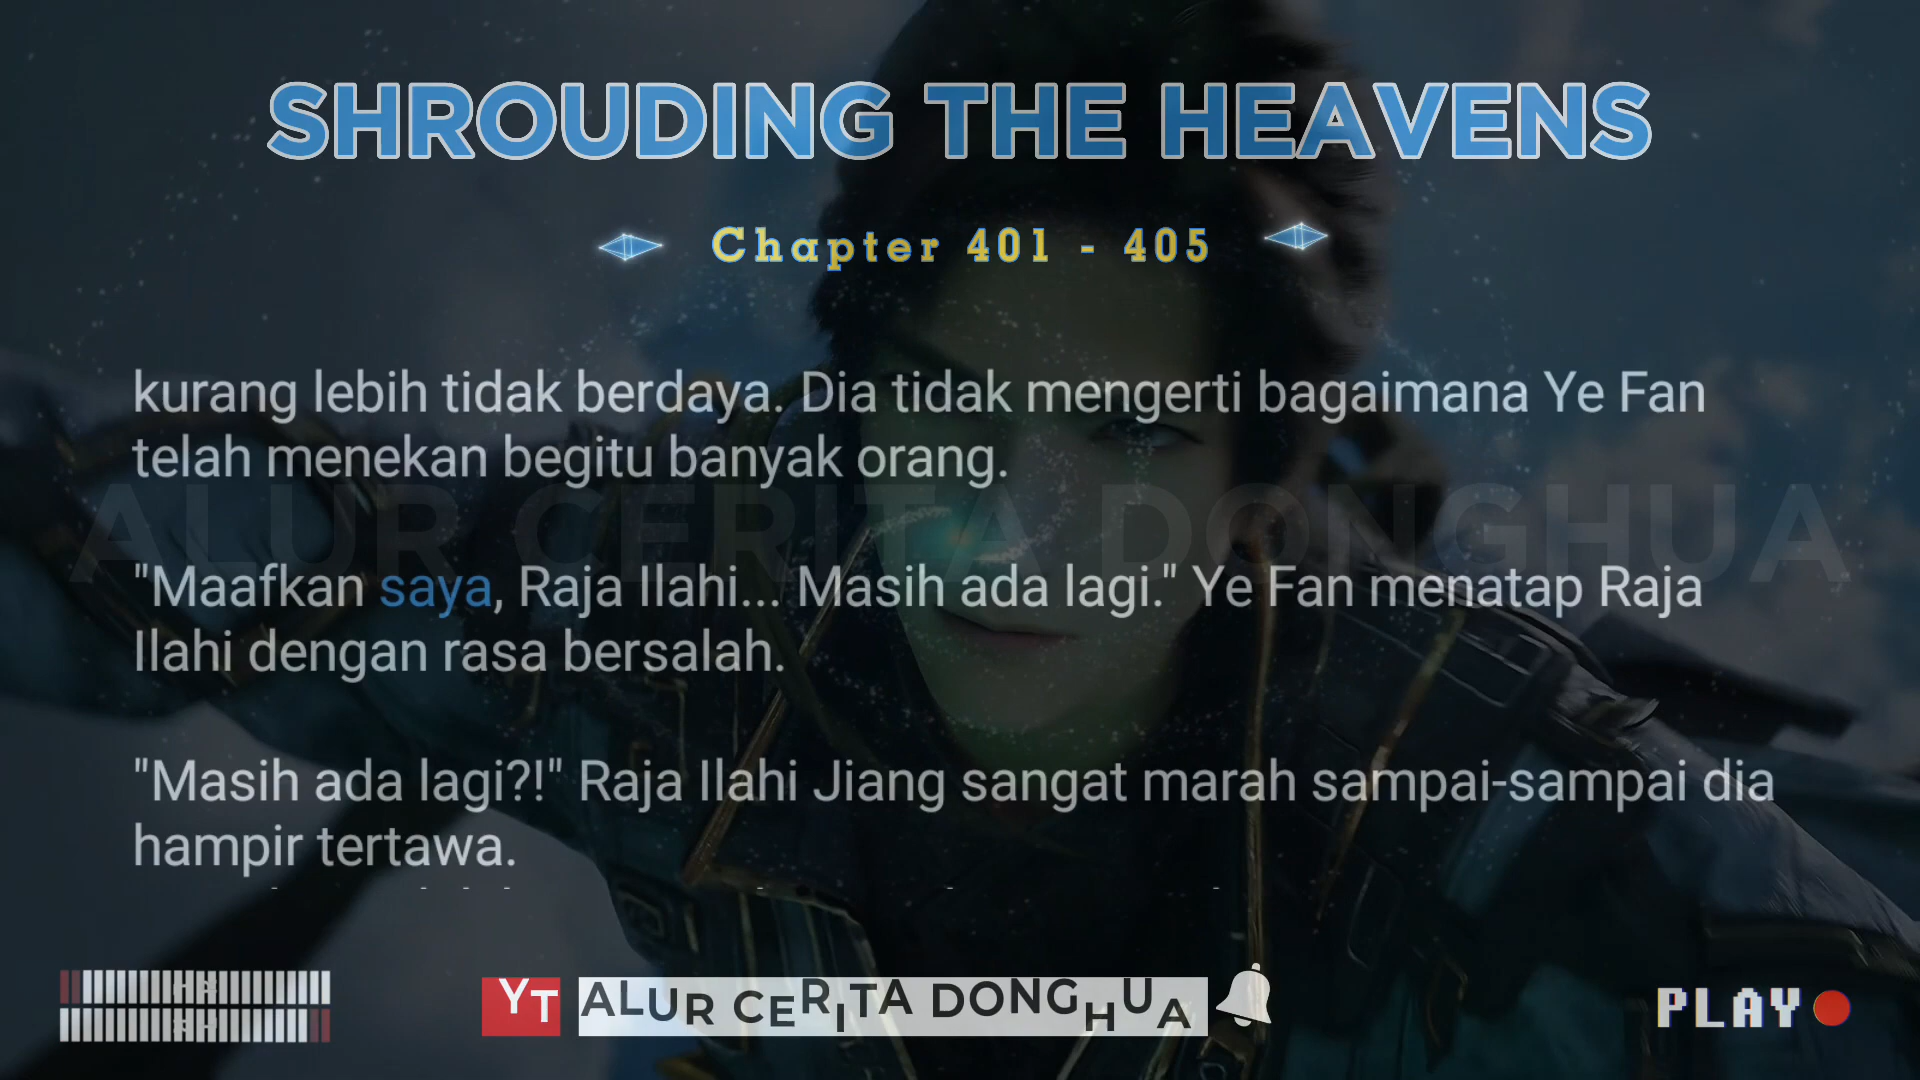 SHROUDING THE HEAVENS
Chapter 401 - 405
kurang lebih tidak berdaya. Dia tidak mengerti bagaimana Ye Fan
telah menekan begitu banyak orang.
ALUR CERITA DONGHUA
"Maafkan saya, Raja Ilahi... Masih ada lagi." Ye Fan menatap Raja
Ilahi dengan rasa bersalah.
"Masih ada lagi?!" Raja Ilahi Jiang sangat marah sampai-sampai dia
hampir tertawa.
YT ALUR CERITA DONGHUA
PLAY